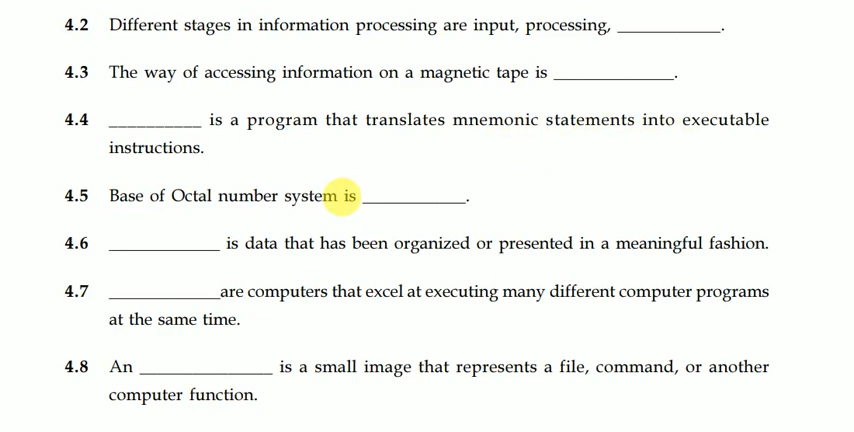 4.2 Different stages in information processing are input, processing, ____________.
4.3 The way of accessing information on a magnetic tape is ______________.
4.4 ___________ is a program that translates mnemonic statements into executable
instructions.
4.5 Base of Octal number system is ____________.
4.6 _____________ is data that has been organized or presented in a meaningful fashion.
4.7 _____________are computers that excel at executing many different computer programs
at the same time.
4.8 An _______________ is a small image that represents a file, command, or another
computer function.